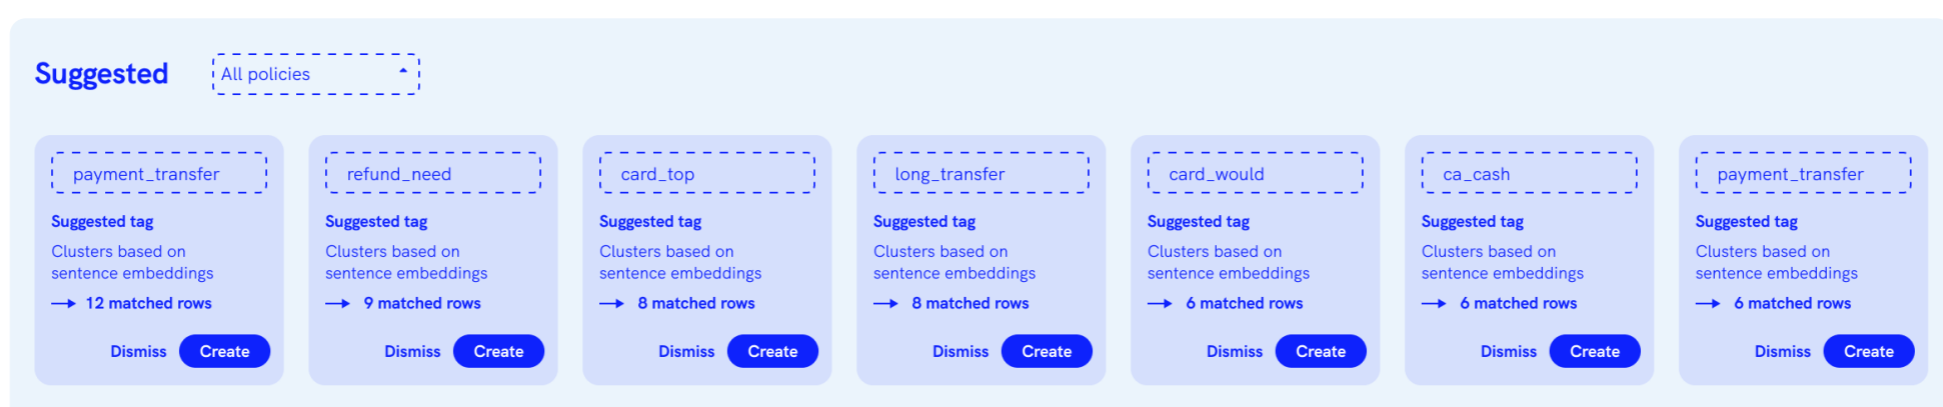 Suggested
All policies
payment_transfer
Suggested tag
Clusters based on
sentence embeddings
12 matched rows
Dismiss
Create
refund_need
Suggested tag
Clusters based on
sentence embeddings
9 matched rows
Dismiss
Create
card_top
Suggested tag
Clusters based on
sentence embeddings
8 matched rows
Dismiss
Create
long_transfer
Suggested tag
Clusters based on
sentence embeddings
8 matched rows
Dismiss
Create
card_would
Suggested tag
Clusters based on
sentence embeddings
6 matched rows
Dismiss
Create
ca_cash
Suggested tag
Clusters based on
sentence embeddings
6 matched rows
Dismiss
Create
payment_transfer
Suggested tag
Clusters based on
sentence embeddings
6 matched rows
Dismiss
Create